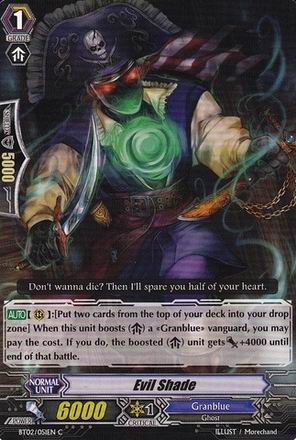 1
GRADE
SHIELD
5000
Don't wanna die? Then I'll spare you half of your heart.
AUTO [ ]:[Put two cards from the top of your deck into your drop
zone] When this unit boosts ( ) a «Granblue» vanguard, you may
pay the cost. If you do, the boosted ( ) unit gets +4000 until
end of that battle.
NORMAL
UNIT
Evil Shade
POWER
6000
1
CRITICAL
Granblue
Ghost
BT02/051EN C
ILLUST / Morechand